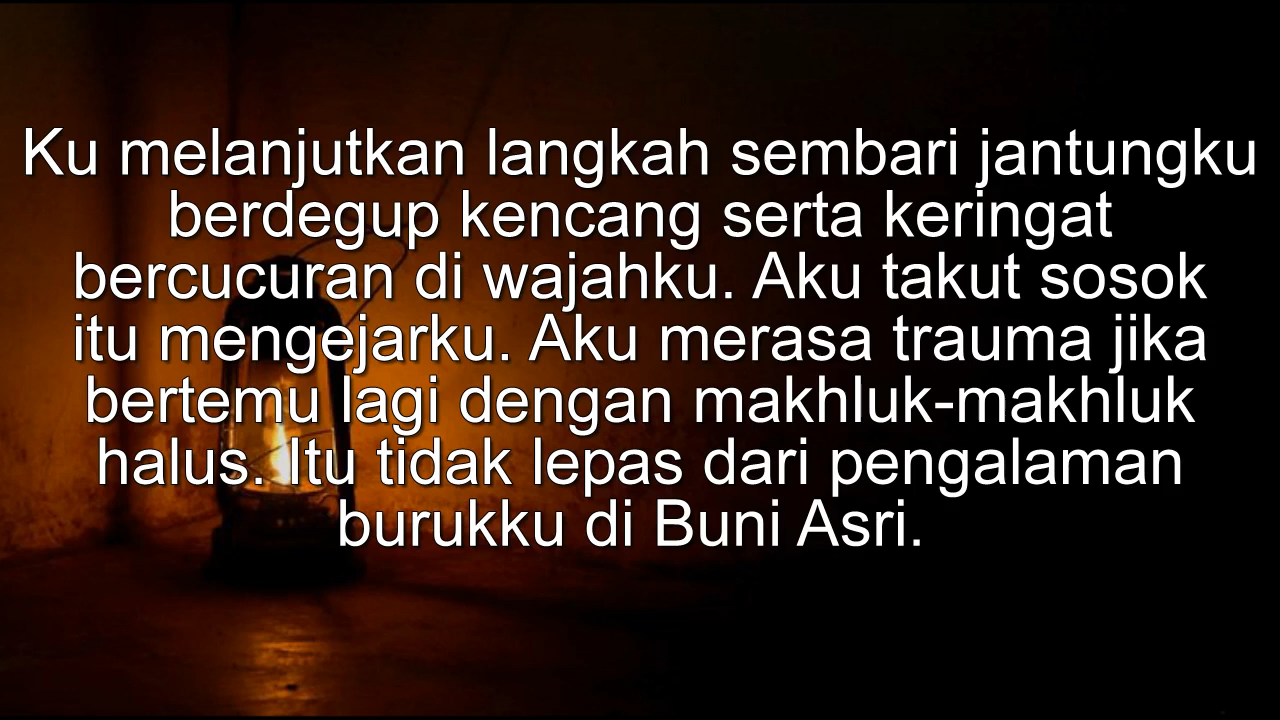 Ku melanjutkan langkah sembari jantungku
berdegup kencang serta keringat
bercucuran di wajahku. Aku takut sosok
itu mengejarku. Aku merasa trauma jika
bertemu lagi dengan makhluk-makhluk
halus. Itu tidak lepas dari pengalaman
burukku di Buni Asri.